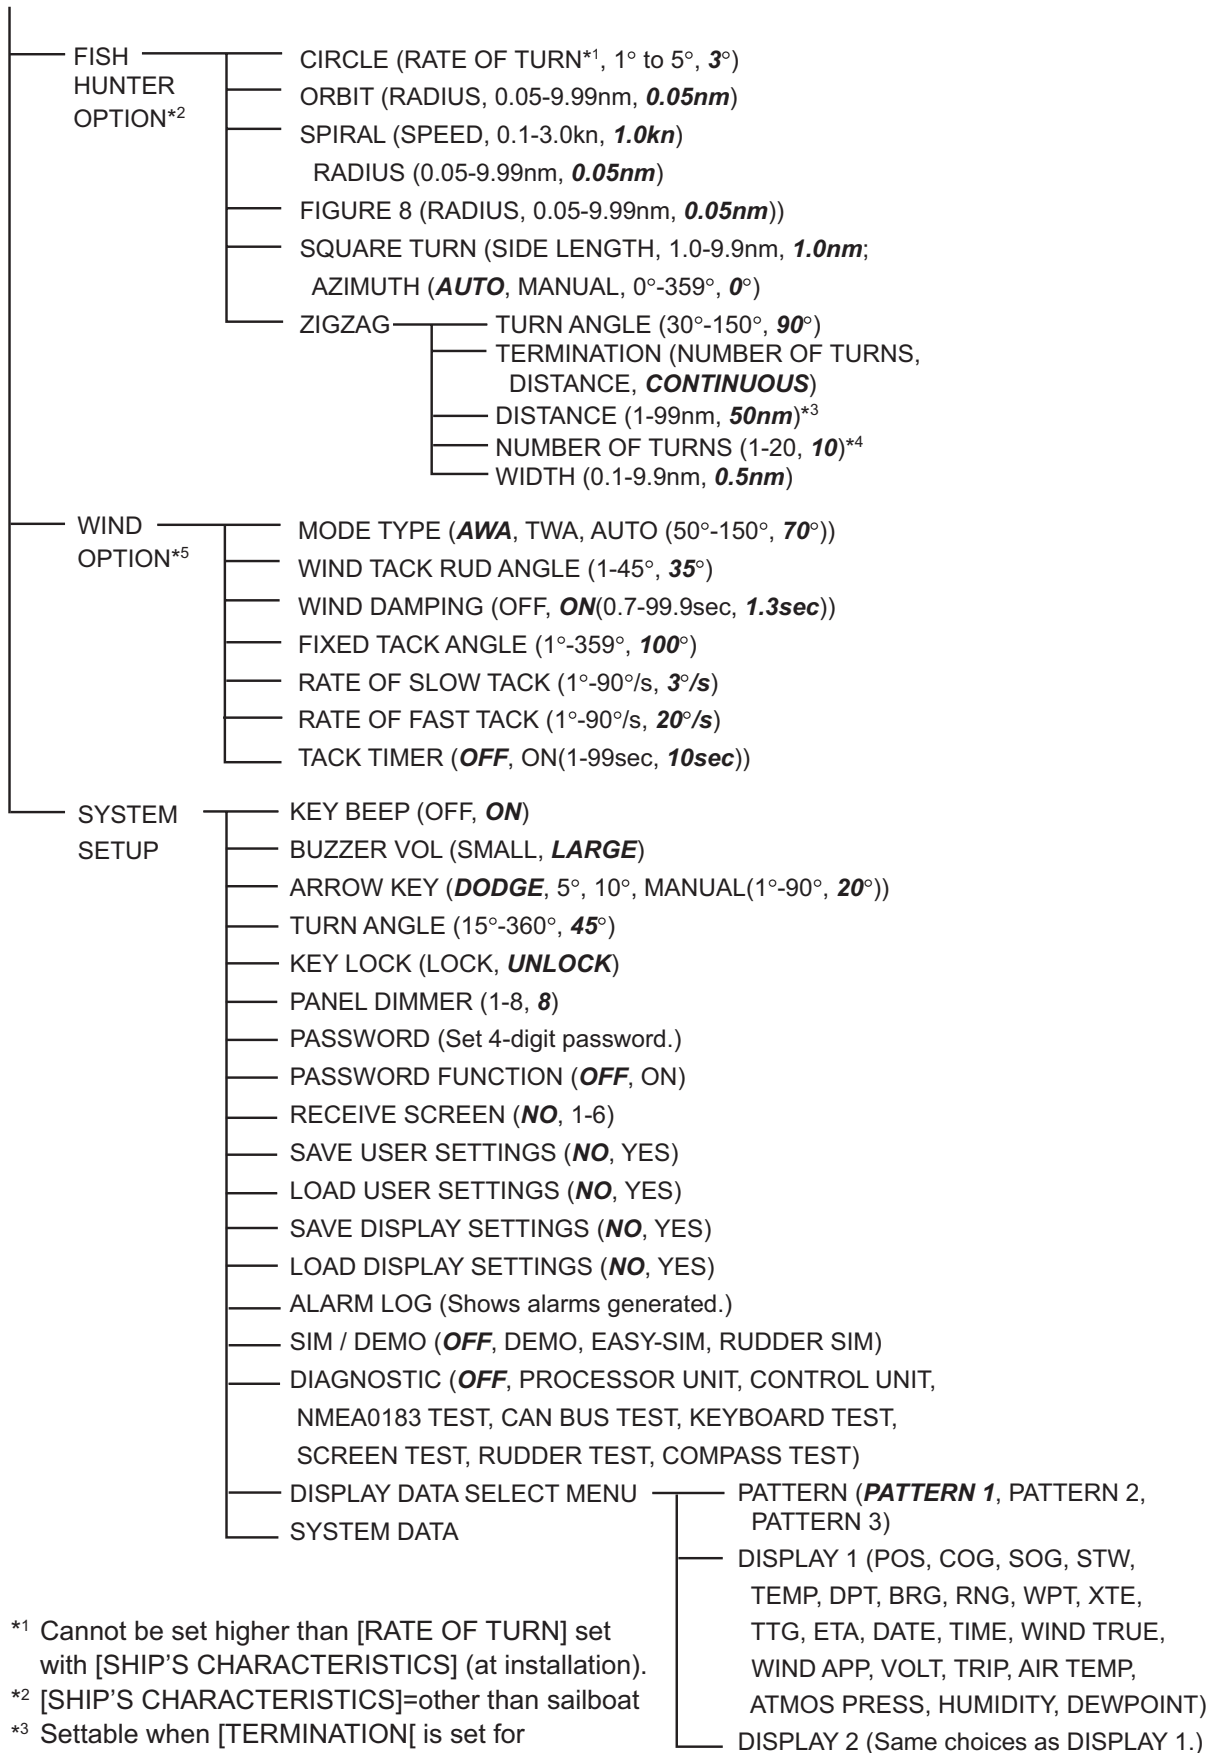 FISH
HUNTER
OPTION*2
CIRCLE (RATE OF TURN*1, 1° to 5°, 3°)
ORBIT (RADIUS, 0.05-9.99nm, 0.05nm)
SPIRAL (SPEED, 0.1-3.0kn, 1.0kn)
RADIUS (0.05-9.99nm, 0.05nm)
FIGURE 8 (RADIUS, 0.05-9.99nm, 0.05nm))
SQUARE TURN (SIDE LENGTH, 1.0-9.9nm, 1.0nm;
AZIMUTH (AUTO, MANUAL, 0°-359°, 0°)
ZIGZAG
TURN ANGLE (30°-150°, 90°)
TERMINATION (NUMBER OF TURNS,
DISTANCE, CONTINUOUS)
DISTANCE (1-99nm, 50nm)*3
NUMBER OF TURNS (1-20, 10)*4
WIDTH (0.1-9.9nm, 0.5nm)
WIND
OPTION*5
MODE TYPE (AWA, TWA, AUTO (50°-150°, 70°))
WIND TACK RUD ANGLE (1-45°, 35°)
WIND DAMPING (OFF, ON(0.7-99.9sec, 1.3sec))
FIXED TACK ANGLE (1°-359°, 100°)
RATE OF SLOW TACK (1°-90°/s, 3°/s)
RATE OF FAST TACK (1°-90°/s, 20°/s)
TACK TIMER (OFF, ON(1-99sec, 10sec))
SYSTEM
SETUP
KEY BEEP (OFF, ON)
BUZZER VOL (SMALL, LARGE)
ARROW KEY (DODGE, 5°, 10°, MANUAL(1°-90°, 20°))
TURN ANGLE (15°-360°, 45°)
KEY LOCK (LOCK, UNLOCK)
PANEL DIMMER (1-8, 8)
PASSWORD (Set 4-digit password.)
PASSWORD FUNCTION (OFF, ON)
RECEIVE SCREEN (NO, 1-6)
SAVE USER SETTINGS (NO, YES)
LOAD USER SETTINGS (NO, YES)
SAVE DISPLAY SETTINGS (NO, YES)
LOAD DISPLAY SETTINGS (NO, YES)
ALARM LOG (Shows alarms generated.)
SIM / DEMO (OFF, DEMO, EASY-SIM, RUDDER SIM)
DIAGNOSTIC (OFF, PROCESSOR UNIT, CONTROL UNIT,
NMEA0183 TEST, CAN BUS TEST, KEYBOARD TEST,
SCREEN TEST, RUDDER TEST, COMPASS TEST)
DISPLAY DATA SELECT MENU
PATTERN (PATTERN 1, PATTERN 2,
PATTERN 3)
SYSTEM DATA
DISPLAY 1 (POS, COG, SOG, STW,
TEMP, DPT, BRG, RNG, WPT, XTE,
TTG, ETA, DATE, TIME, WIND TRUE,
WIND APP, VOLT, TRIP, AIR TEMP,
ATMOS PRESS, HUMIDITY, DEWPOINT)
DISPLAY 2 (Same choices as DISPLAY 1.)
*1 Cannot be set higher than [RATE OF TURN] set
with [SHIP'S CHARACTERISTICS] (at installation).
*2 [SHIP'S CHARACTERISTICS]=other than sailboat
*3 Settable when [TERMINATION[ is set for